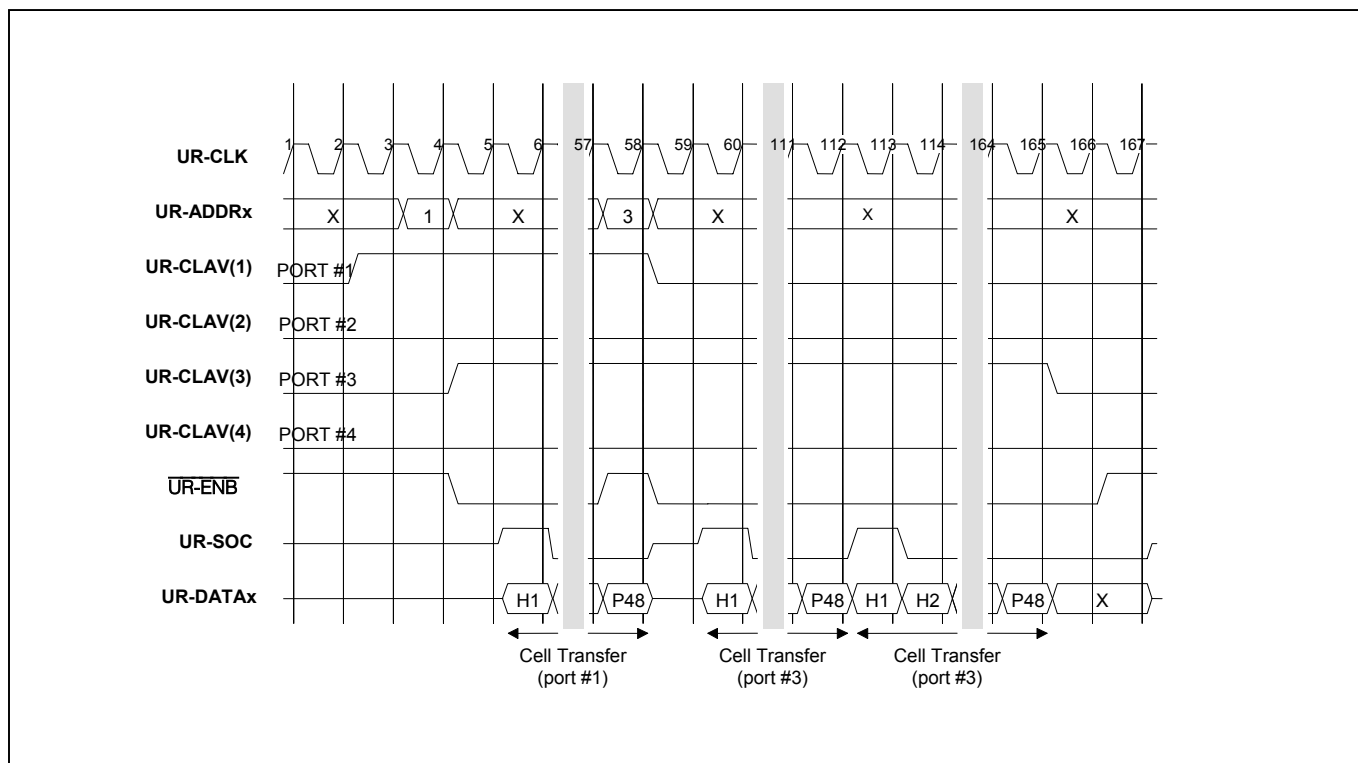 1 2 3 4 5 6 57 58 59 60 111 112 113 114 164 165 166 167
UR-CLK
UR-ADDRx X 1 X 3 X X X
UR-CLAV(1) PORT #1
UR-CLAV(2) PORT #2
UR-CLAV(3) PORT #3
UR-CLAV(4) PORT #4
UR-ENB
UR-SOC
UR-DATAx H1 P48 H1 P48 H1 H2 P48 X
Cell Transfer
(port #1)
Cell Transfer
(port #3)
Cell Transfer
(port #3)